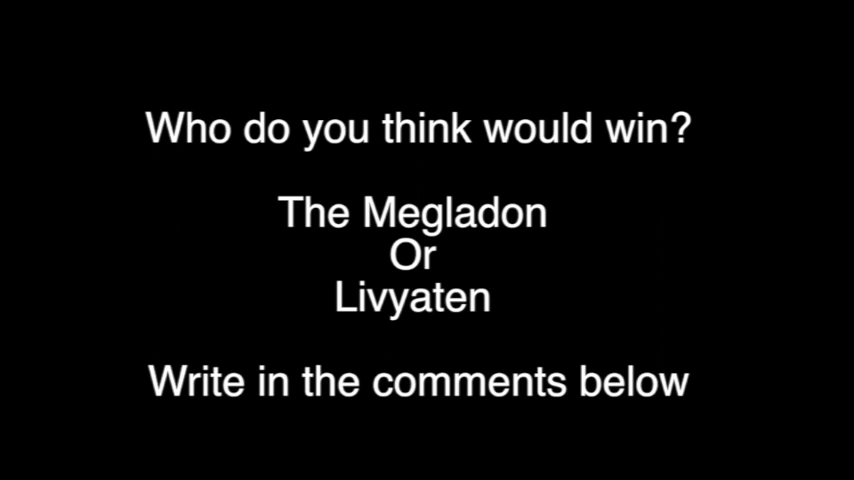 Who do you think would win?
The Megladon
Or
Livyaten
Write in the comments below